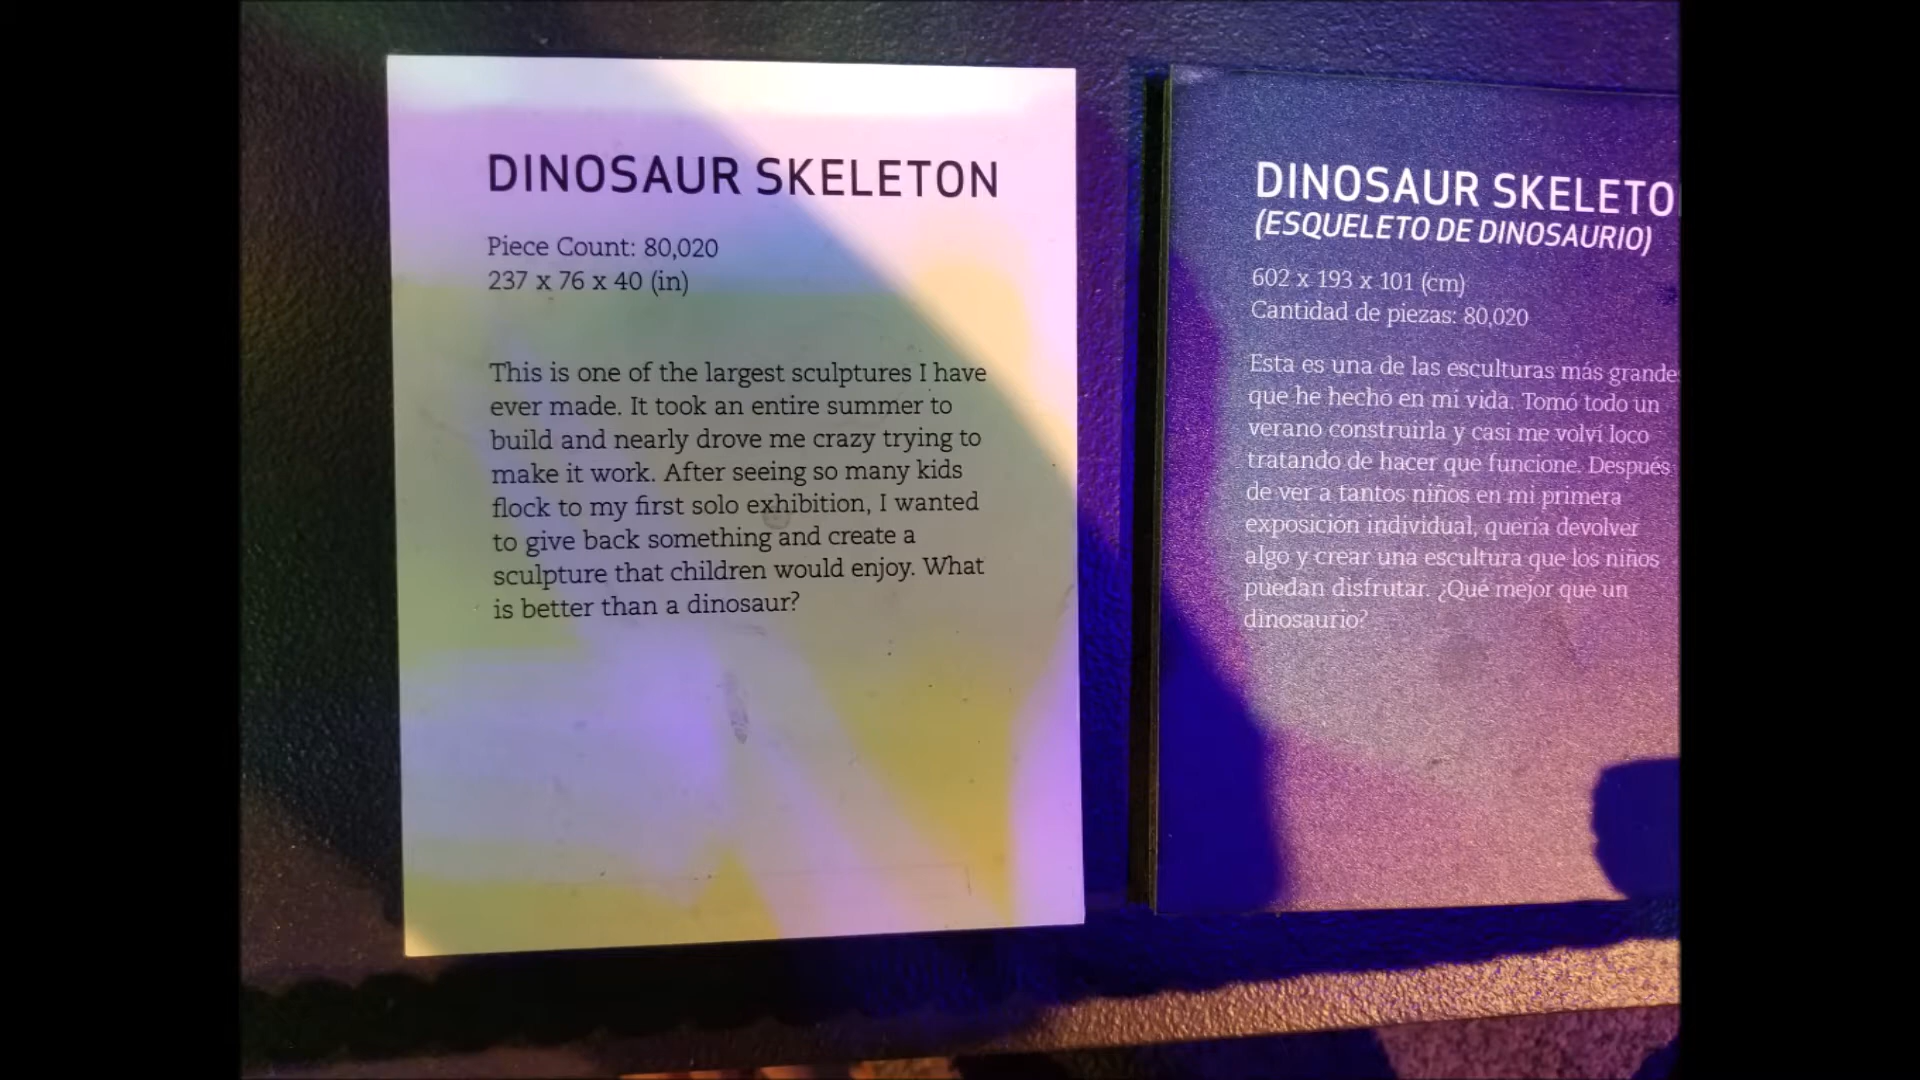 DINOSAUR SKELETON
Piece Count: 80,020
237 x 76 x 40 (in)
This is one of the largest sculptures I have
ever made. It took an entire summer to
build and nearly drove me crazy trying to
make it work. After seeing so many kids
flock to my first solo exhibition, I wanted
to give back something and create a
sculpture that children would enjoy. What
is better than a dinosaur?
DINOSAUR SKELETO
(ESQUELETO DE DINOSAURIO)
602 x 193 x 101 (cm)
Cantidad de piezas: 80,020
Esta es una de las esculturas más grande
que he hecho en mi vida. Tomó todo un
verano construirla y casi me volví loco
tratando de hacer que funcione. Después
de ver a tantos niños en mi primera
exposición individual, quería devolver
algo y crear una escultura que los niños
puedan disfrutar. ¿Qué mejor que un
dinosaurio?